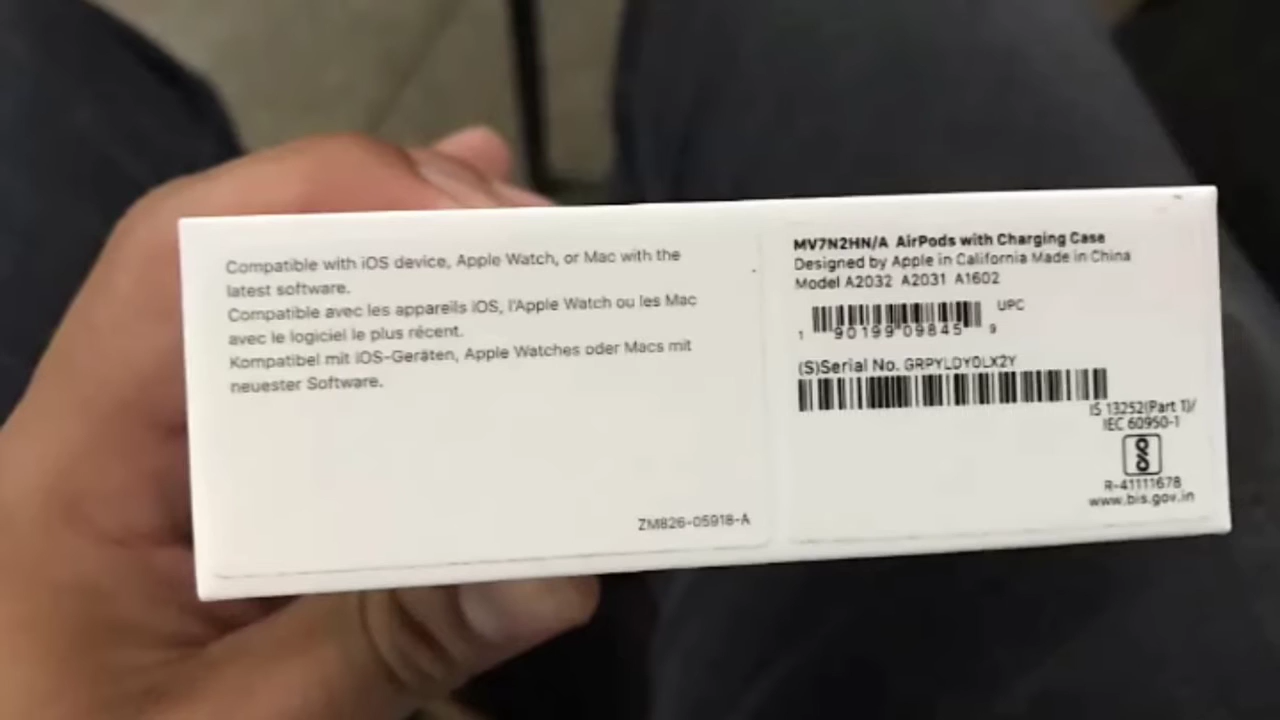 Compatible with iOS device, Apple Watch, or Mac with the
latest software.
Compatible avec les appareils iOS, l'Apple Watch ou les Mac
avec le logiciel le plus récent.
Kompatibel mit iOS-Geräten, Apple Watches oder Macs mit
neuester Software.
ZM826-05918-A
MV7N2HN/A AirPods with Charging Case
Designed by Apple in California Made in China
Model A2032 A2031 A1602
UPC
1 90199 09845 9
(S)Serial No. GRPYLDY0LX2Y
IS 13252(Part 1)/
IEC 60950-1
R-41111678
www.bis.gov.in